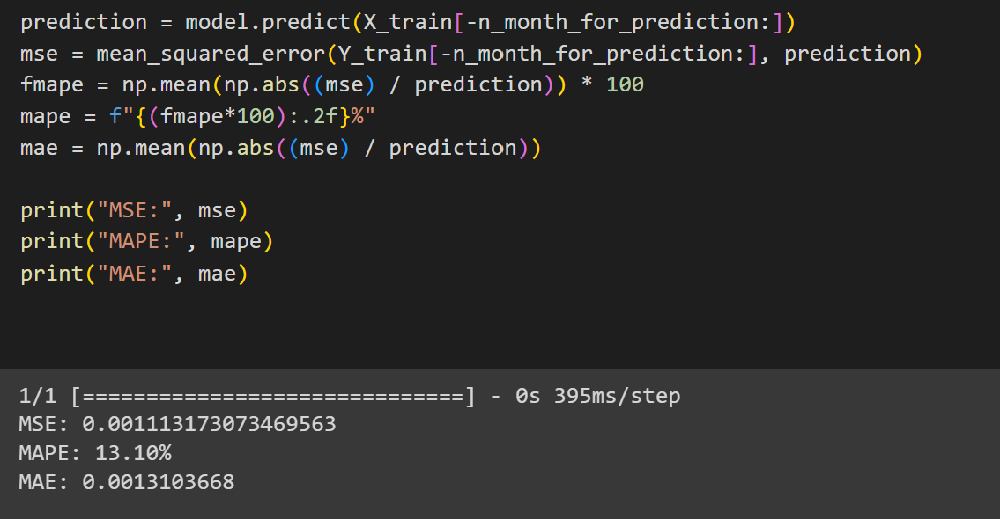 prediction = model.predict(X_train[-n_month_for_prediction:])
mse = mean_squared_error(Y_train[-n_month_for_prediction:], prediction)
fmape = np.mean(np.abs((mse) / prediction)) * 100
mape = f"{(fmape*100):.2f}%"
mae = np.mean(np.abs((mse) / prediction))
print("MSE:", mse)
print("MAPE:", mape)
print("MAE:", mae)
1/1 [==============================] - 0s 395ms/step
MSE: 0.001113173073469563
MAPE: 13.10%
MAE: 0.0013103668